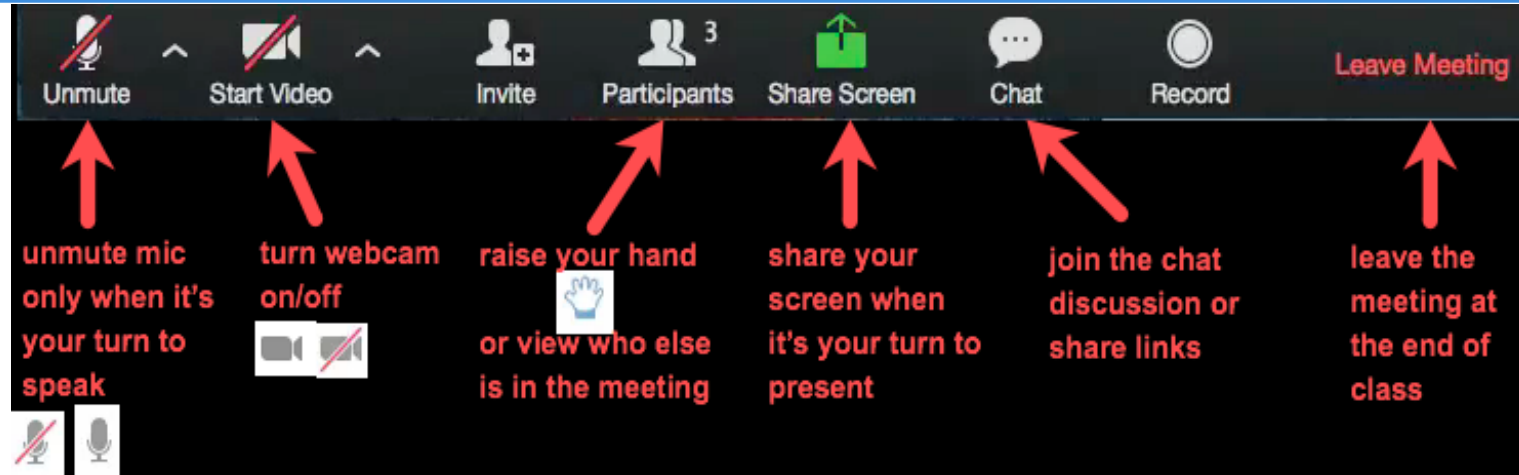 3
Unmute
Start Video
Invite
Participants
Share Screen
Chat
Record
Leave Meeting
unmute mic
only when it's
your turn to
speak
turn webcam
on/off
raise your hand
or view who else
is in the meeting
share your
screen when
it's your turn to
present
join the chat
discussion or
share links
leave the
meeting at
the end of
class